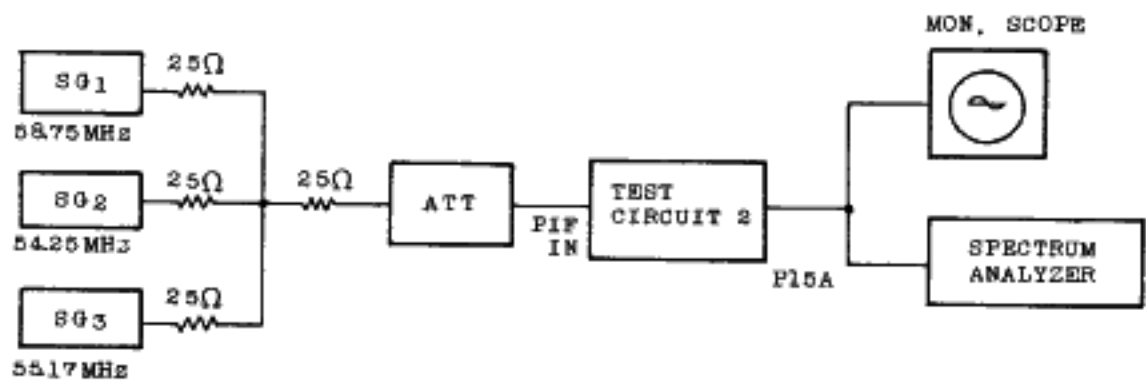 MON. SCOPE
25Ω
SG1
58.75MHz
25Ω
25Ω
SG2
ATT
TEST
CIRCUIT 2
54.25MHz
PIF
IN
SPECTRUM
ANALYZER
P15A
25Ω
SG3
55.17MHz